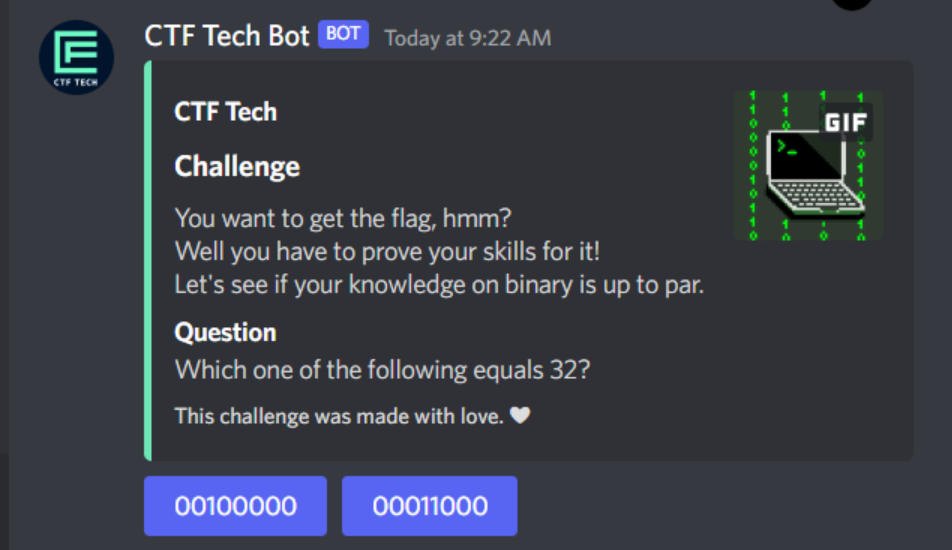 CTF TECH
CTF Tech Bot BOT Today at 9:22 AM
CTF Tech
GIF
>_
Challenge
You want to get the flag, hmm?
Well you have to prove your skills for it!
Let's see if your knowledge on binary is up to par.
Question
Which one of the following equals 32?
This challenge was made with love. 🤍
00100000 00011000